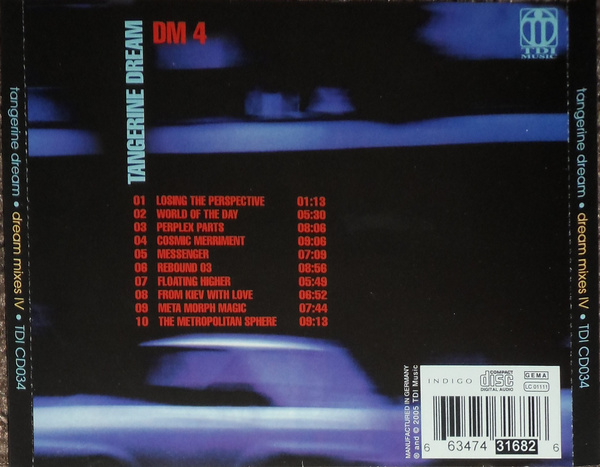 TANGERINE DREAM
DM 4
TDI
MUSIC
tangerine dream • dream mixes IV • TDI CD034
01 LOSING THE PERSPECTIVE 01:13
02 WORLD OF THE DAY 05:30
03 PERPLEX PARTS 08:06
04 COSMIC MERRIMENT 09:06
05 MESSENGER 07:09
06 REBOUND 03 08:56
07 FLOATING HIGHER 05:49
08 FROM KIEV WITH LOVE 06:52
09 META MORPH MAGIC 07:44
10 THE METROPOLITAN SPHERE 09:13
tangerine dream • dream mixes IV • TDI CD034
MANUFACTURED IN GERMANY
℗ and © 2005 TDI Music
INDIGO
COMPACT
disc
DIGITAL AUDIO
GEMA
LC 01111
6 63474 31682 6